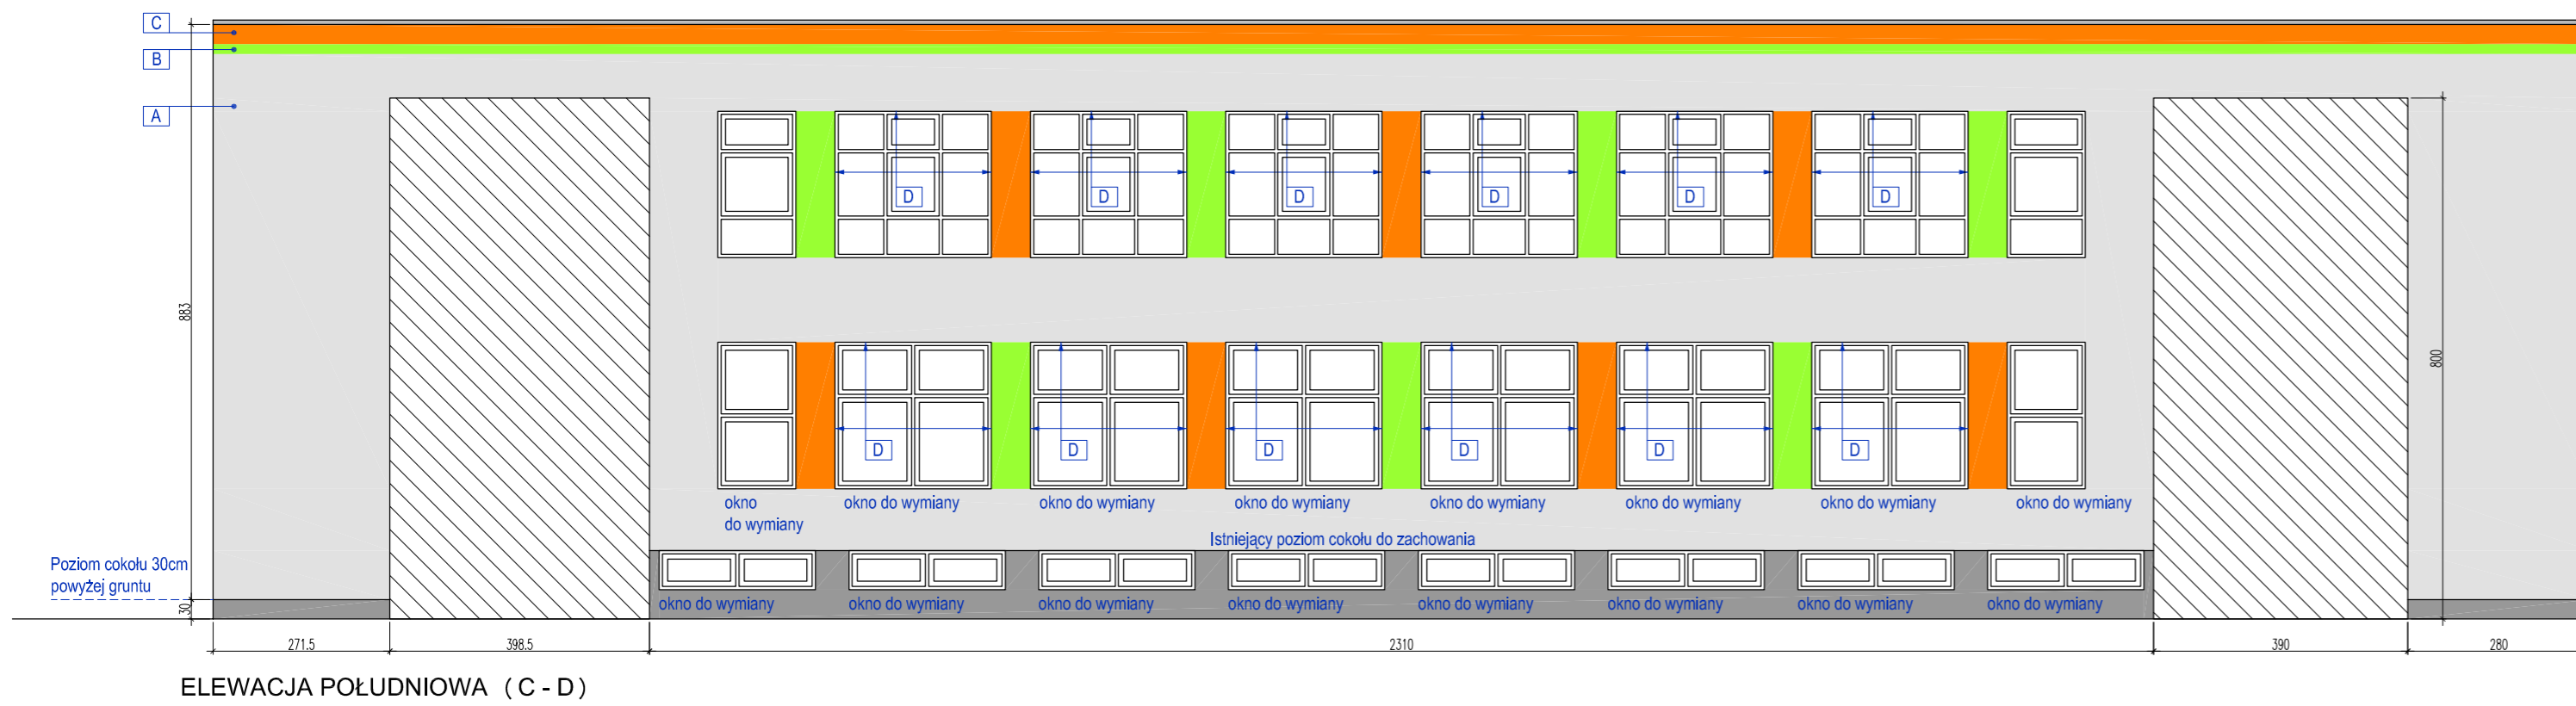 C
B
A
D D D D D D
883
800
D D D D D D
okno do wymiany okno do wymiany okno do wymiany okno do wymiany okno do wymiany okno do wymiany okno do wymiany okno do wymiany
Istniejący poziom cokołu do zachowania
Poziom cokołu 30cm
powyżej gruntu
30
okno do wymiany okno do wymiany okno do wymiany okno do wymiany okno do wymiany okno do wymiany okno do wymiany okno do wymiany
271.5 398.5 2310 390 280
ELEWACJA POŁUDNIOWA ( C - D )